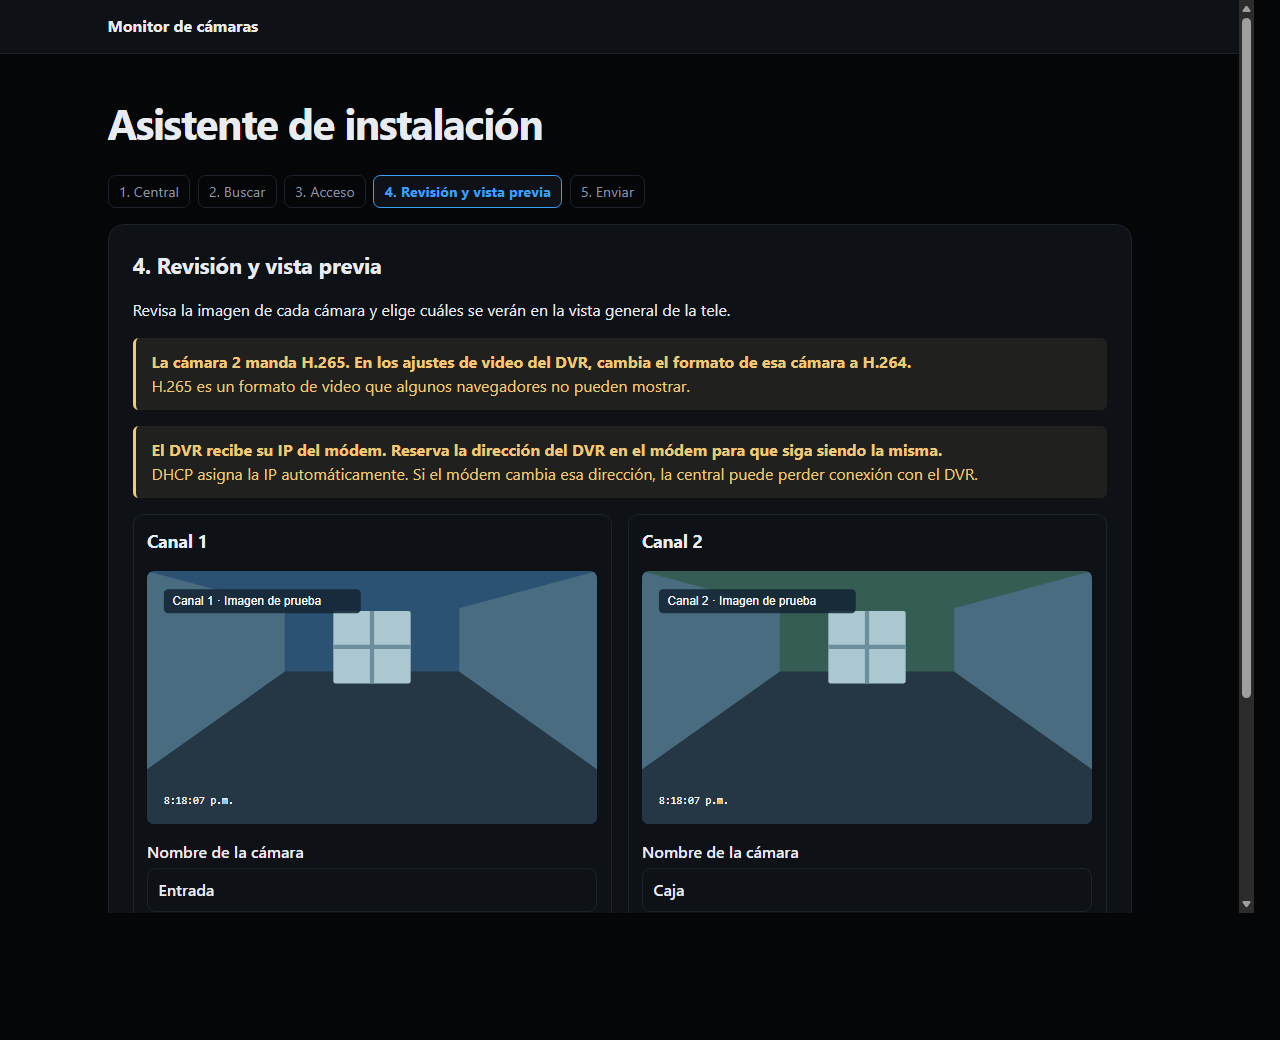 Monitor de cámaras
Asistente de instalación
1. Central
2. Buscar
3. Acceso
4. Revisión y vista previa
5. Enviar
4. Revisión y vista previa
Revisa la imagen de cada cámara y elige cuáles se verán en la vista general de la tele.
La cámara 2 manda H.265. En los ajustes de video del DVR, cambia el formato de esa cámara a H.264.
H.265 es un formato de video que algunos navegadores no pueden mostrar.
El DVR recibe su IP del módem. Reserva la dirección del DVR en el módem para que siga siendo la misma.
DHCP asigna la IP automáticamente. Si el módem cambia esa dirección, la central puede perder conexión con el DVR.
Canal 1
Canal 1 · Imagen de prueba
8:18:07 p.m.
Nombre de la cámara
Entrada
Canal 2
Canal 2 · Imagen de prueba
8:18:07 p.m.
Nombre de la cámara
Caja